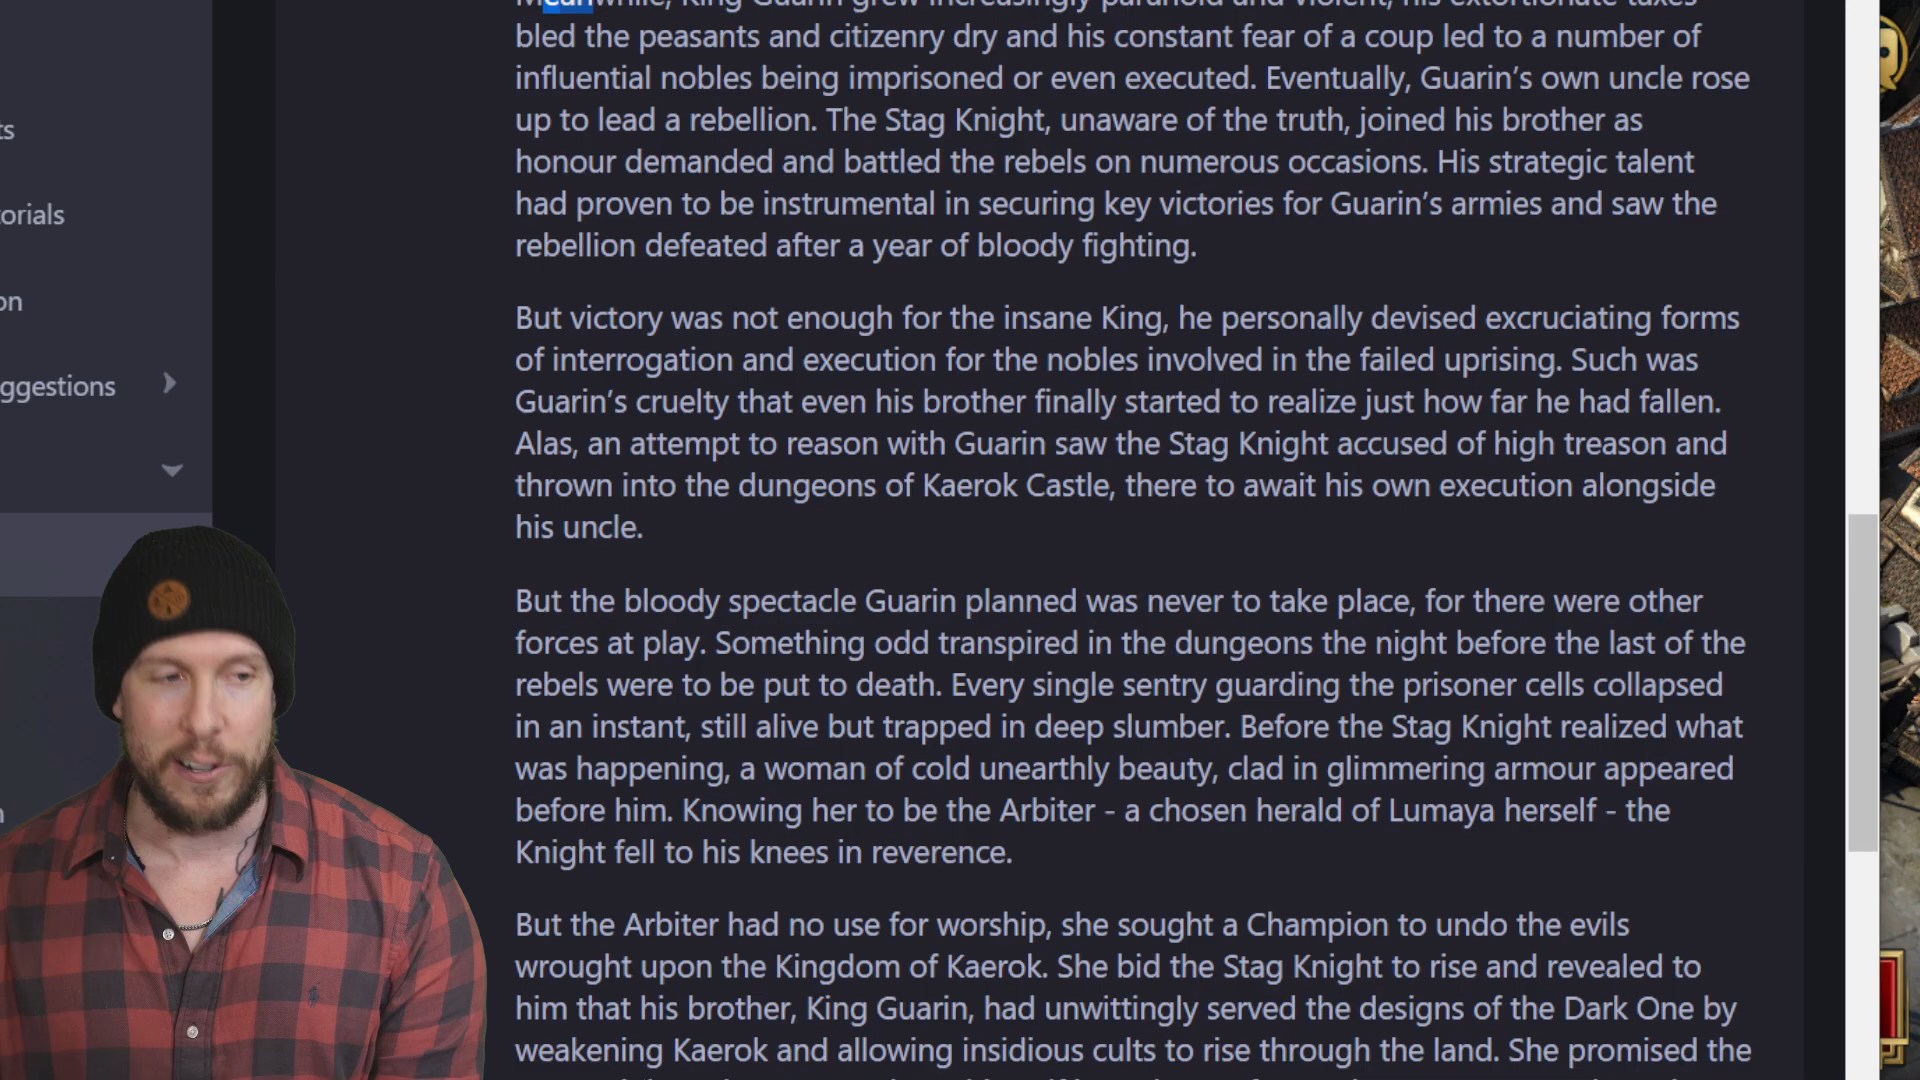 Meanwhile, King Guarin grew increasingly paranoid and violent, his extortionate taxes
bled the peasants and citizenry dry and his constant fear of a coup led to a number of
influential nobles being imprisoned or even executed. Eventually, Guarin’s own uncle rose
up to lead a rebellion. The Stag Knight, unaware of the truth, joined his brother as
honour demanded and battled the rebels on numerous occasions. His strategic talent
had proven to be instrumental in securing key victories for Guarin’s armies and saw the
rebellion defeated after a year of bloody fighting.
But victory was not enough for the insane King, he personally devised excruciating forms
of interrogation and execution for the nobles involved in the failed uprising. Such was
Guarin’s cruelty that even his brother finally started to realize just how far he had fallen.
Alas, an attempt to reason with Guarin saw the Stag Knight accused of high treason and
thrown into the dungeons of Kaerok Castle, there to await his own execution alongside
his uncle.
But the bloody spectacle Guarin planned was never to take place, for there were other
forces at play. Something odd transpired in the dungeons the night before the last of the
rebels were to be put to death. Every single sentry guarding the prisoner cells collapsed
in an instant, still alive but trapped in deep slumber. Before the Stag Knight realized what
was happening, a woman of cold unearthly beauty, clad in glimmering armour appeared
before him. Knowing her to be the Arbiter - a chosen herald of Lumaya herself - the
Knight fell to his knees in reverence.
But the Arbiter had no use for worship, she sought a Champion to undo the evils
wrought upon the Kingdom of Kaerok. She bid the Stag Knight to rise and revealed to
him that his brother, King Guarin, had unwittingly served the designs of the Dark One by
weakening Kaerok and allowing insidious cults to rise through the land. She promised the
ts
torials
on
ggestions
n